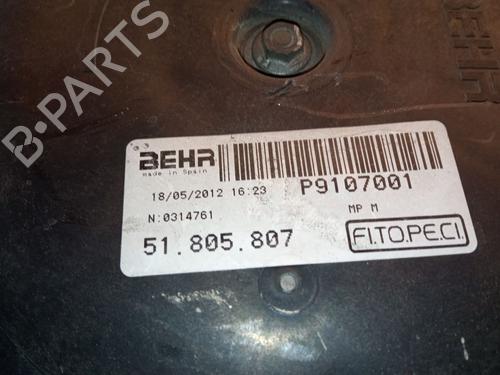 B-PARTS
BEHR
BEHR
made in Spain
18/05/2012 16:23
P9107001
N:0314761
MP M
51.805.807
FI.TO.PE.CI